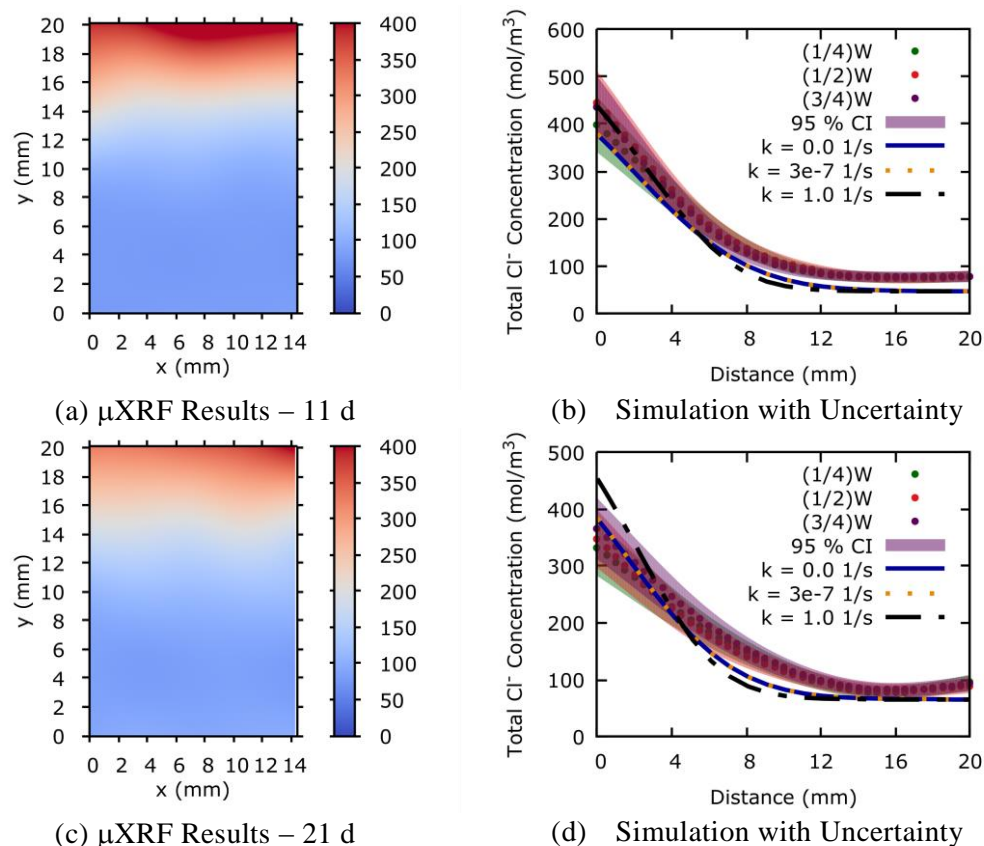 20
18
16
14
12
10
8
6
4
2
0
y (mm)
0 2 4 6 8 10 12 14
x (mm)
400
350
300
250
200
150
100
50
0
(a) μXRF Results – 11 d
Total Cl⁻ Concentration (mol/m³)
600
500
400
300
200
100
0
(1/4)W
(1/2)W
(3/4)W
95 % CI
k = 0.0 1/s
k = 3e-7 1/s
k = 1.0 1/s
0 4 8 12 16 20
Distance (mm)
(b) Simulation with Uncertainty
20
18
16
14
12
10
8
6
4
2
0
y (mm)
0 2 4 6 8 10 12 14
x (mm)
400
350
300
250
200
150
100
50
0
(c) μXRF Results – 21 d
Total Cl⁻ Concentration (mol/m³)
500
400
300
200
100
0
(1/4)W
(1/2)W
(3/4)W
95 % CI
k = 0.0 1/s
k = 3e-7 1/s
k = 1.0 1/s
0 4 8 12 16 20
Distance (mm)
(d) Simulation with Uncertainty